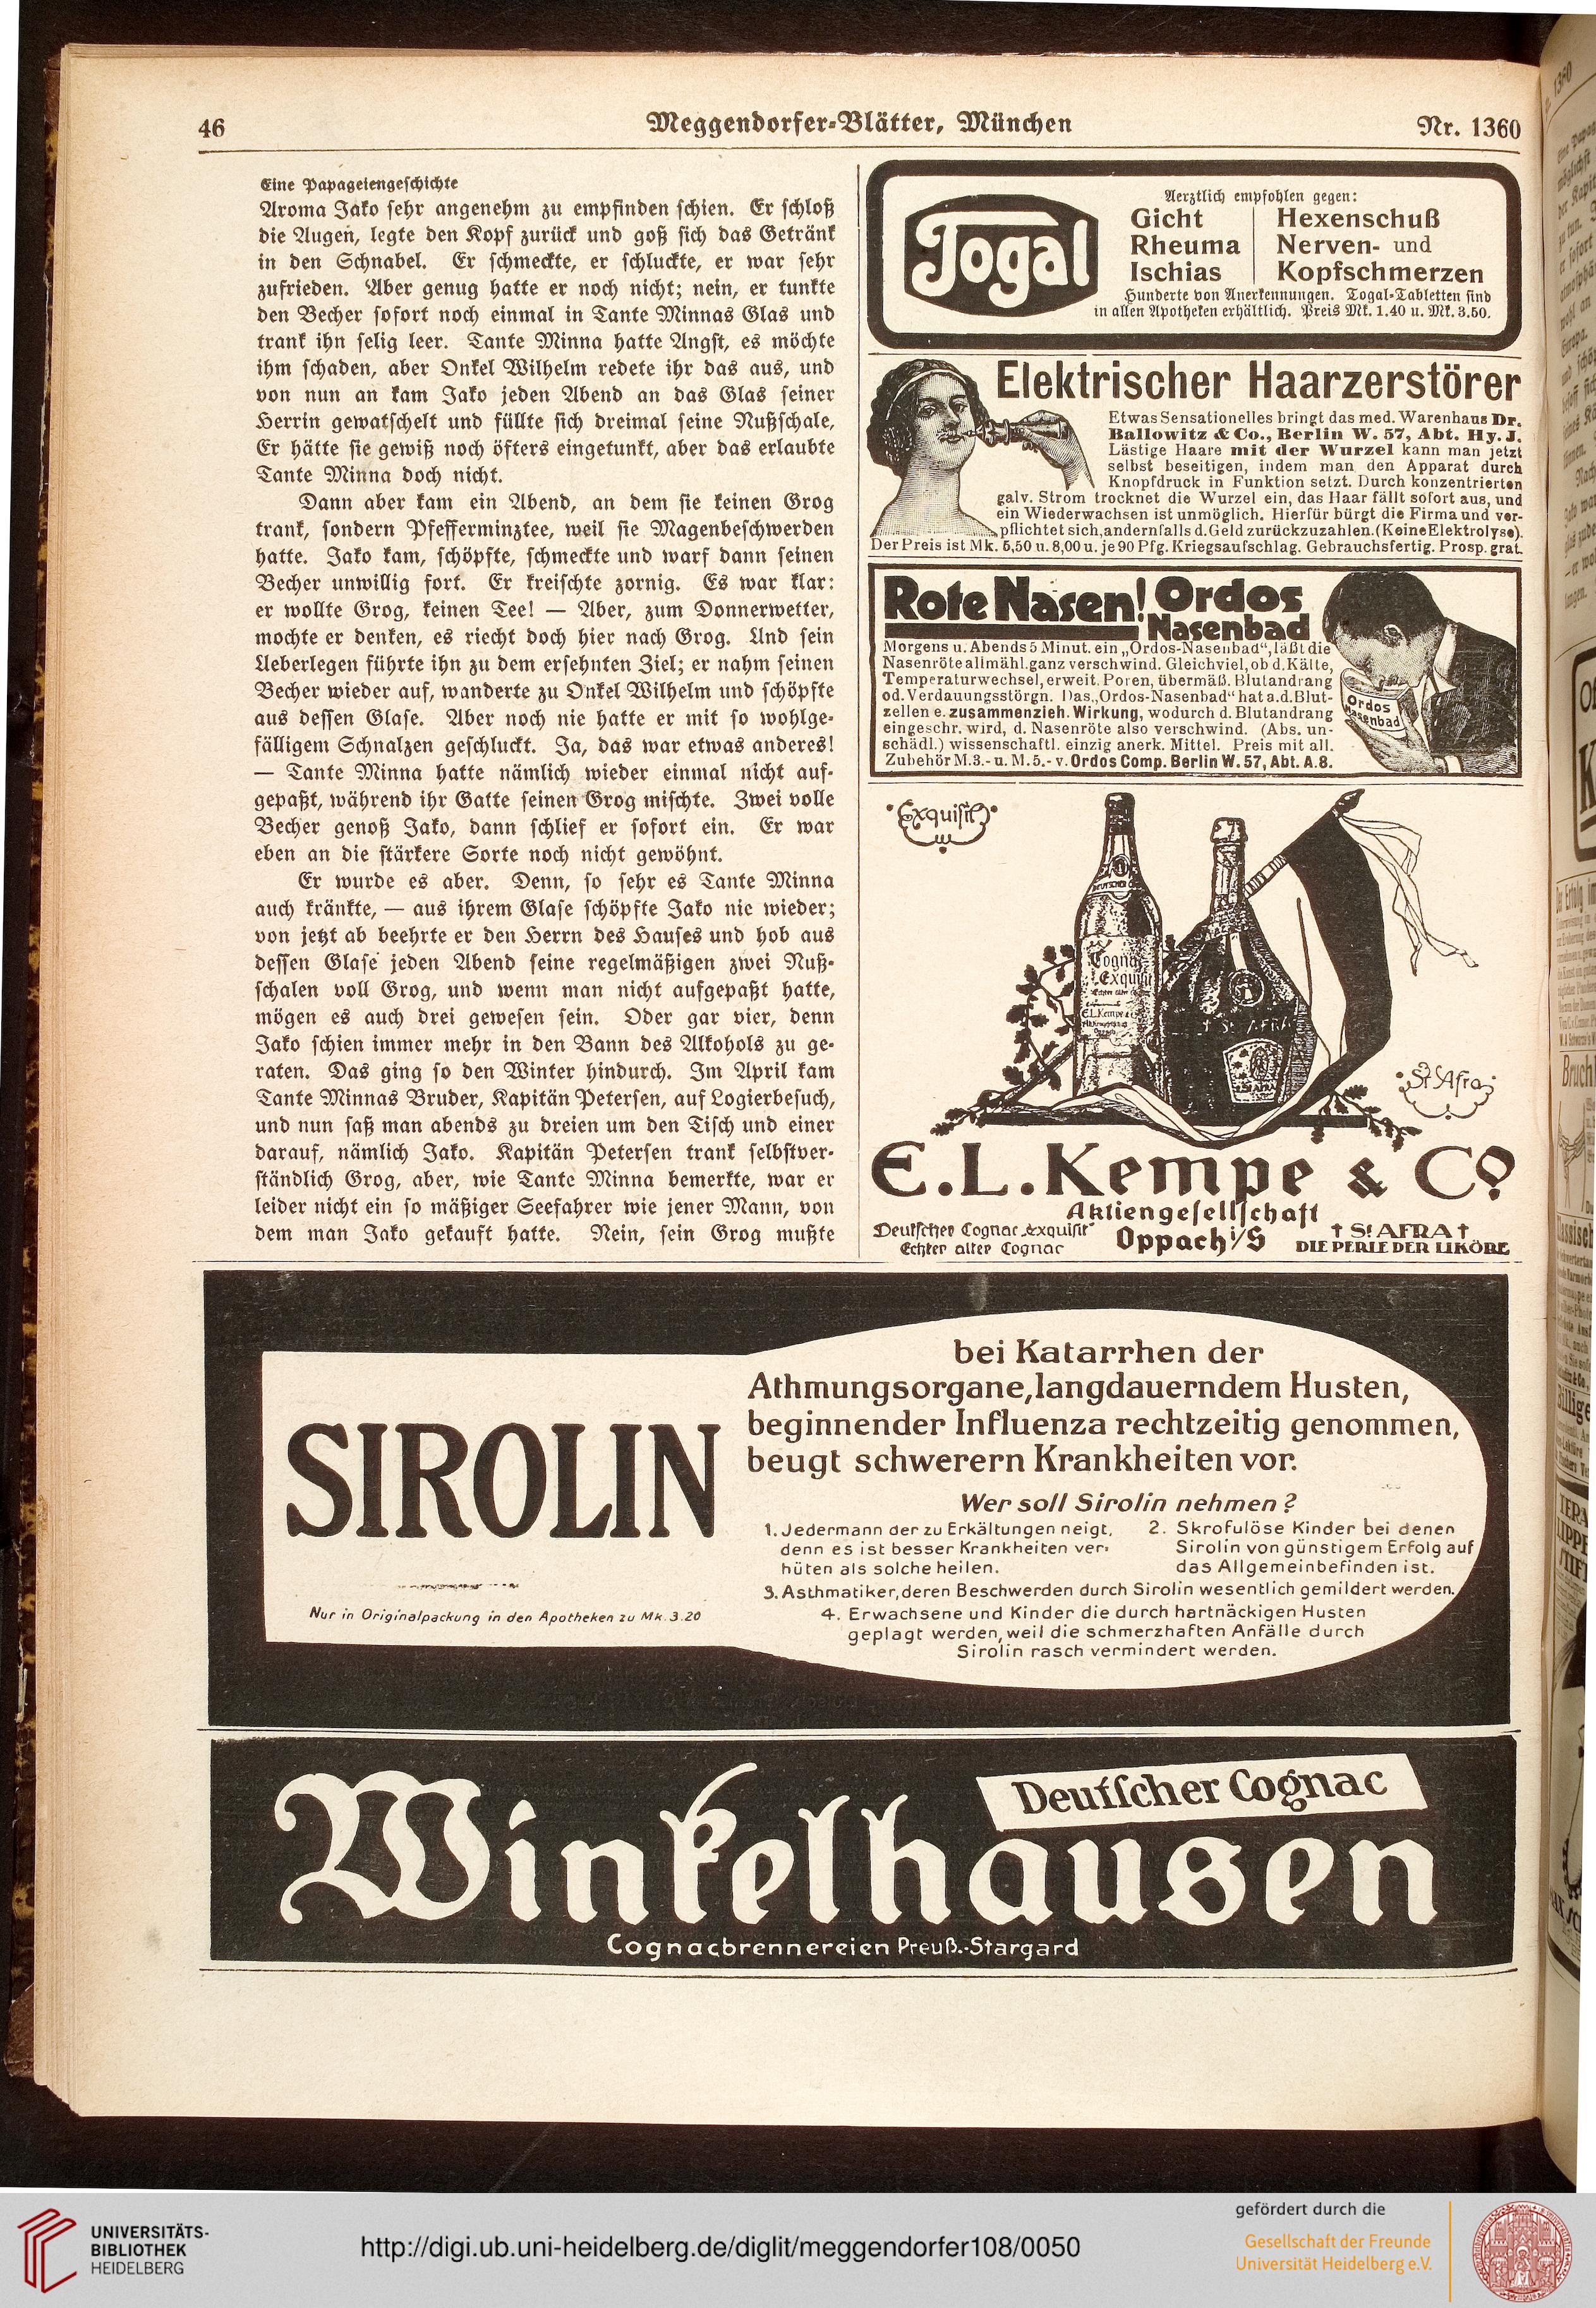 46
Meggendorfer-Blätter, München
Nr. 1360
Eine Papageiengeschichte
Aroma Jako sehr angenehm zu empfinden schien. Er schloß
die Augen, legte den Kopf zurück und goß sich das Getränk
in den Schnabel. Er schmeckte, er schluckte, er war sehr
zufrieden. Aber genug hatte er noch nicht; nein, er tunkte
den Becher sofort noch einmal in Tante Minnas Glas und
trank ihn selig leer. Tante Minna hatte Angst, es möchte
ihm schaden, aber Onkel Wilhelm redete ihr das aus, und
von nun an kam Jako jeden Abend an das Glas seiner
Herrin gewatschelt und füllte sich dreimal seine Nußschale,
Er hätte sie gewiß noch öfters eingetunkt, aber das erlaubte
Tante Minna doch nicht.
Dann aber kam ein Abend, an dem sie keinen Grog
trank, sondern Pfefferminztee, weil sie Magenbeschwerden
hatte. Jako kam, schöpfte, schmeckte und warf dann seinen
Becher unwillig fort. Er kreischte zornig. Es war klar:
er wollte Grog, keinen Tee! — Aber, zum Donnerwetter,
mochte er denken, es riecht doch hier nach Grog. Und sein
Ueberlegen führte ihn zu dem ersehnten Ziel; er nahm seinen
Becher wieder auf, wanderte zu Onkel Wilhelm und schöpfte
aus dessen Glase. Aber noch nie hatte er mit so wohlge-
fälligem Schnalzen geschluckt. Ja, das war etwas anderes!
— Tante Minna hatte nämlich wieder einmal nicht auf-
gepaßt, während ihr Gatte seinen Grog mischte. Zwei volle
Becher genoß Jako, dann schlief er sofort ein. Er war
eben an die stärkere Sorte noch nicht gewöhnt.
Er wurde es aber. Denn, so sehr es Tante Minna
auch kränkte, — aus ihrem Glase schöpfte Jako nie wieder;
von jetzt ab beehrte er den Herrn des Hauses und hob aus
dessen Glase jeden Abend seine regelmäßigen zwei Nuß-
schalen voll Grog, und wenn man nicht aufgepaßt hatte,
mögen es auch drei gewesen sein. Oder gar vier, denn
Jako schien immer mehr in den Bann des Alkohols zu ge-
raten. Das ging so den Winter hindurch. Im April kam
Tante Minnas Bruder, Kapitän Petersen, auf Logierbesuch,
und nun saß man abends zu dreien um den Tisch und einer
darauf, nämlich Jako. Kapitän Petersen trank selbstver-
ständlich Grog, aber, wie Tante Minna bemerkte, war er
leider nicht ein so mäßiger Seefahrer wie jener Mann, von
dem man Jako gekauft hatte. Nein, sein Grog mußte
Togal
Aerztlich empfohlen gegen:
Gicht Hexenschuß
Rheuma Nerven- und
Ischias Kopfschmerzen
Hunderte von Anerkennungen. Togal-Tabletten sind
in allen Apotheken erhältlich. Preis Mk. 1.40 u. Mk. 3.50.
Elektrischer Haarzerstörer
Etwas Sensationelles bringt das med. Warenhaus Dr.
Ballowitz & Co., Berlin W. 57, Abt. Hy. J.
Lästige Haare mit der Wurzel kann man jetzt
selbst beseitigen, indem man den Apparat durch
Knopfdruck in Funktion setzt. Durch konzentrierten
galv. Strom trocknet die Wurzel ein, das Haar fällt sofort aus, und
ein Wiederwachsen ist unmöglich. Hierfür bürgt die Firma und ver-
pflichtet sich, andernfalls d. Geld zurückzuzahlen. (Keine Elektrolyse).
Der Preis ist Mk. 5,50 u. 8,00 u. je 90 Pfg. Kriegsaufschlag. Gebrauchsfertig. Prosp. grat.
Rote Nasen! Ordos
Nasenbad
Morgens u. Abends 5 Minut. ein „Ordos-Nasenbad“, läßt die
Nasenröte allmähl. ganz verschwind. Gleichviel, ob d. Kälte,
Temperaturwechsel, erweit. Poren, übermäß. Blutandrang
od. Verdauungsstörgn. Das „Ordos-Nasenbad“ hat a. d. Blut-
zellen e. zusammenzieh. Wirkung, wodurch d. Blutandrang
eingeschr. wird, d. Nasenröte also verschwind. (Abs. un-
schädl.) wissenschaftl. einzig anerk. Mittel. Preis mit all.
Zubehör M. 3.- u. M. 5.- v. Ordos Comp. Berlin W. 57, Abt. A. 8.
Ordos
Nasenbad
Exquisit
Cognac
Exquisit
E.L. Kempe &
St. AFRA
St. Afra
E. L. Kempe & Co
Aktiengesellschaft
Deutscher Cognac Exquisit
Echter alter Cognac
Oppach i/S
† St. AFRA †
DIE PERLE DER LIKÖRE
SIROLIN
Nur in Originalpackung in den Apotheken zu Mk. 3.20
bei Katarrhen der
Athmungsorgane, langdauerndem Husten,
beginnender Influenza rechtzeitig genommen,
beugt schwerern Krankheiten vor.
Wer soll Sirolin nehmen?
1. Jedermann der zu Erkältungen neigt,
denn es ist besser Krankheiten ver-
hüten als solche heilen.
2. Skrofulöse Kinder bei denen
Sirolin von günstigem Erfolg auf
das Allgemeinbefinden ist.
3. Asthmatiker, deren Beschwerden durch Sirolin wesentlich gemildert werden.
4. Erwachsene und Kinder die durch hartnäckigen Husten
geplagt werden, weil die schmerzhaften Anfälle durch
Sirolin rasch vermindert werden.
Deutscher Cognac
Winkelhausen
Cognacbrennereien Preuß.-Stargard
UNIVERSITÄTS-
BIBLIOTHEK
HEIDELBERG
http://digi.ub.uni-heidelberg.de/diglit/meggendorfer108/0050
gefördert durch die
Gesellschaft der Freunde
Universität Heidelberg e.V.